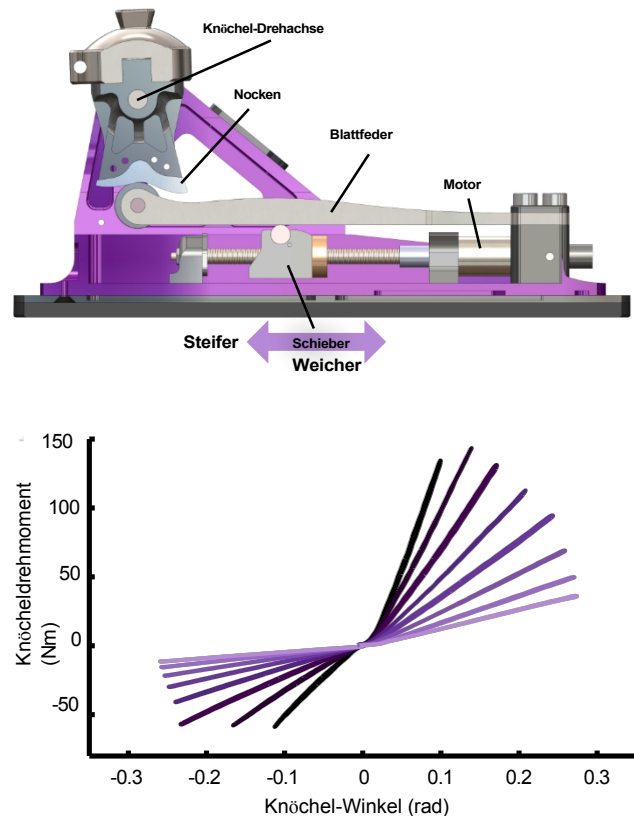 Knöchel-Drehachse
Nocken
Blattfeder
Motor
Steifer
Schieber
Weicher
Knöcheldrehmoment
(Nm)
150
100
50
0
-50
-0.3 -0.2 -0.1 0 0.1 0.2 0.3
Knöchel-Winkel (rad)